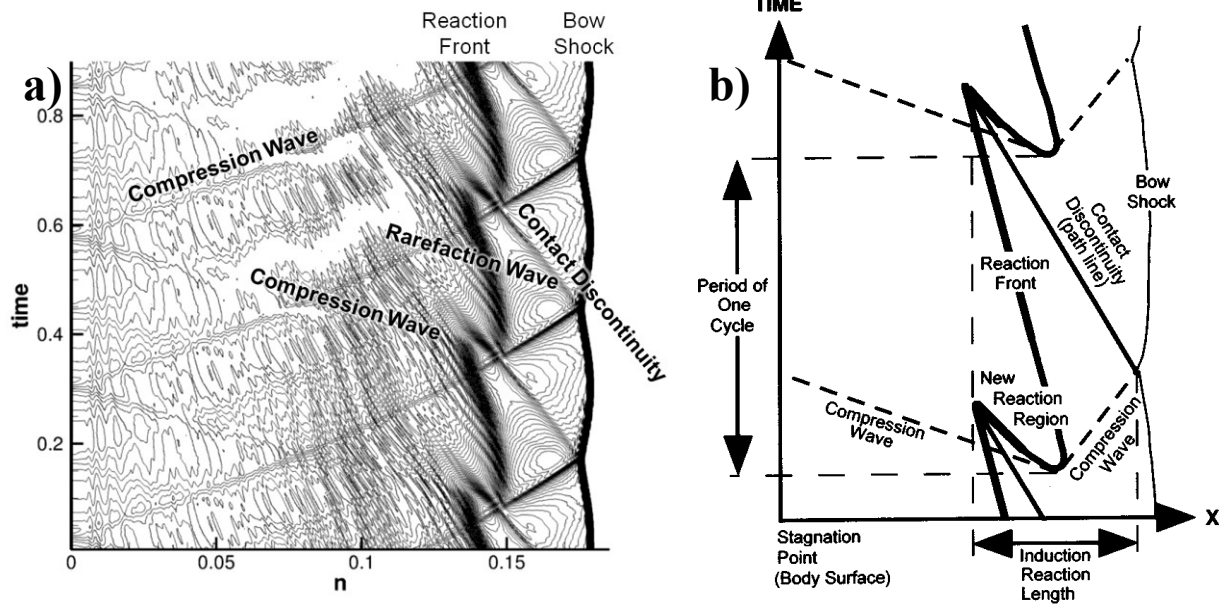 a)
Reaction
Front
Bow
Shock
0.8
0.6
0.4
0.2
time
Compression Wave
Rarefaction Wave
Compression Wave
Contact Discontinuity
0
0.05
0.1
0.15
n
b)
TIME
Period of
One
Cycle
Bow
Shock
Contact
Discontinuity
(path line)
Reaction
Front
New
Reaction
Region
Compression
Wave
Compression
Wave
X
Stagnation
Point
(Body Surface)
Induction
Reaction
Length